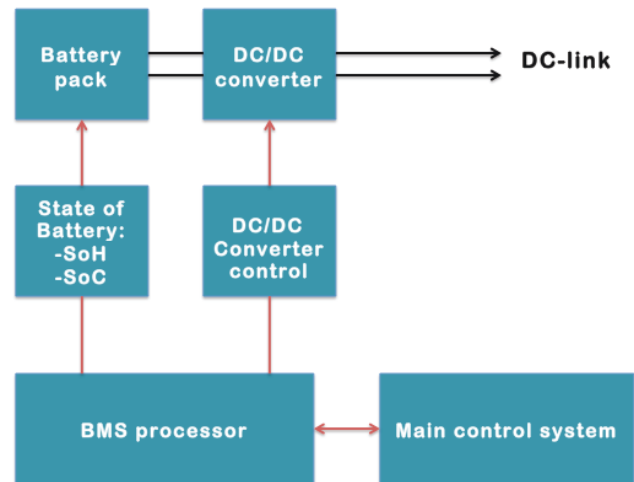 Battery
pack
DC/DC
converter
DC-link
State of
Battery:
-SoH
-SoC
DC/DC
Converter
control
BMS processor
Main control system